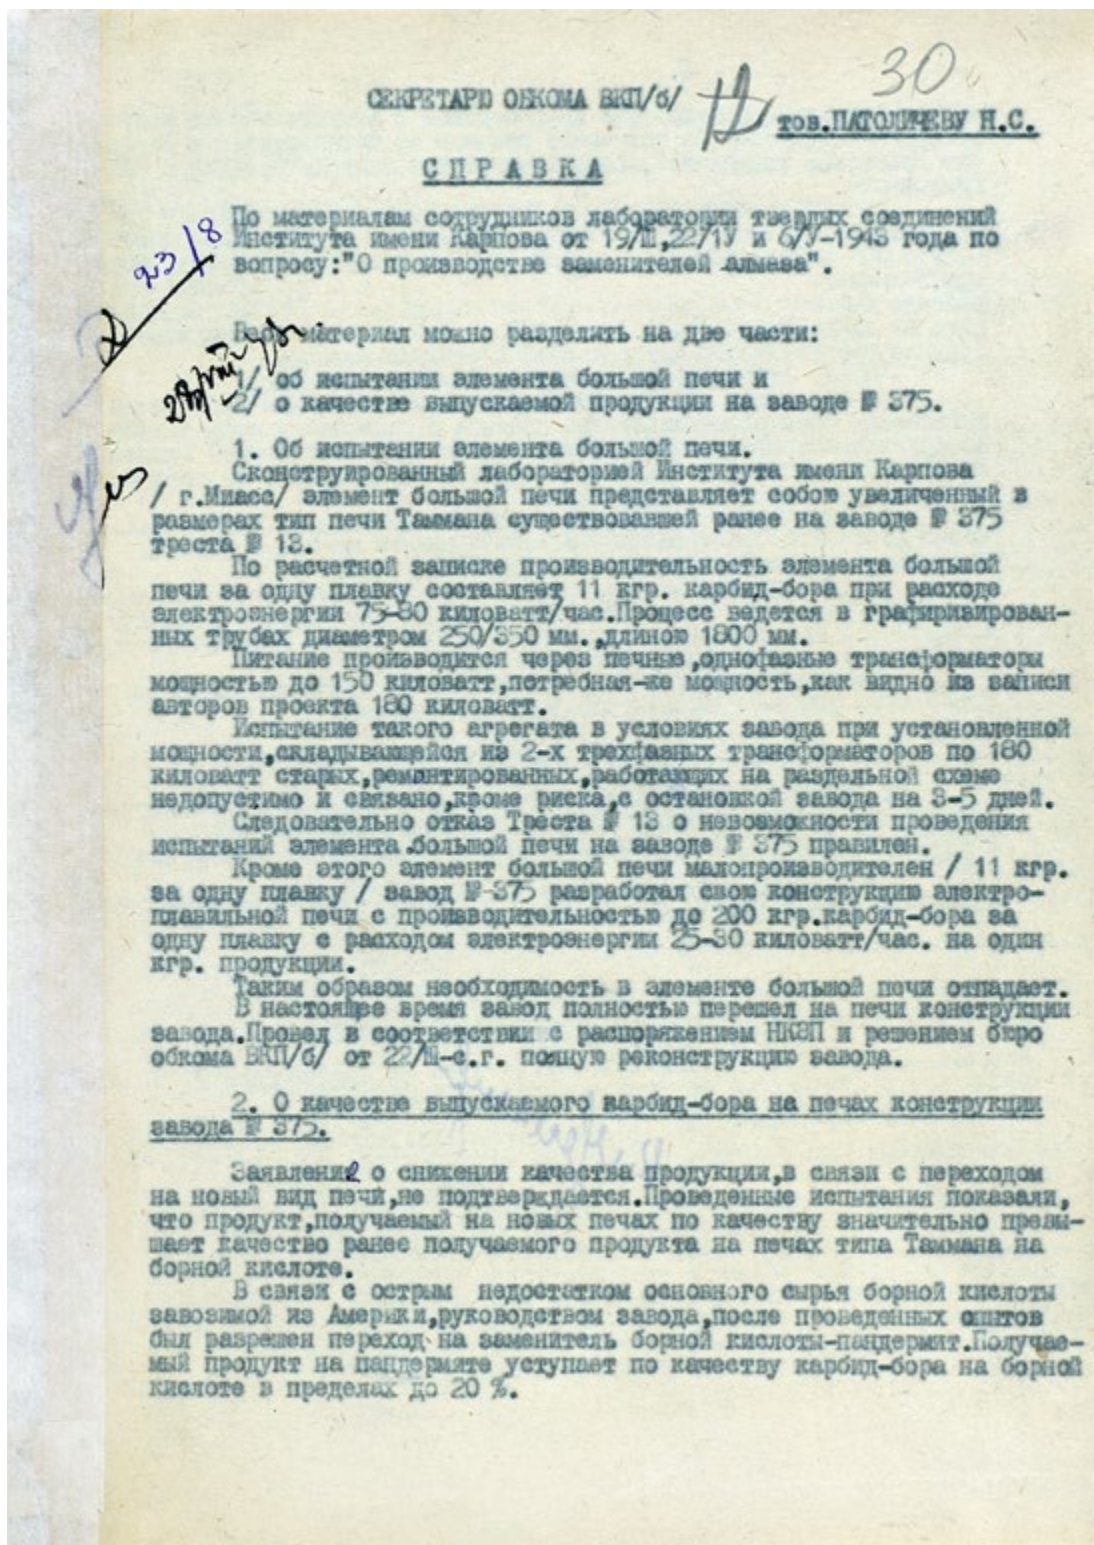 30
СЕКРЕТАРЮ ОБКОМА ВКП/б/
тов.ПАТОЛИЧЕВУ Н.С.
СПРАВКА
По материалам сотрудников лаборатории твердых соединений
Института имени Карпова от 19/Ш,22/1У и 6/У-1943 года по
вопросу:"О производстве заменителей алмаза".
23/8
Весь материал можно разделить на две части:
1/ об испытании элемента большой печи и
2/ о качестве выпускаемой продукции на заводе № 375.
1. Об испытании элемента большой печи.
Сконструированный лабораторией Института имени Карпова
/ г.Миасс/ элемент большой печи представляет собою увеличенный в
размерах тип печи Таммана существовавшей ранее на заводе № 375
треста № 13.
По расчетной записке производительность элемента большой
печи за одну плавку составляет 11 кгр. карбид-бора при расходе
электроэнергии 75-80 киловатт/час.Процесс ведется в графиризирован-
ных трубах диаметром 250/350 мм.,длиною 1800 мм.
Питание производится через печные,однофазные трансформаторы
мощностью до 150 киловатт,потребная-же мощность,как видно из записи
авторов проекта 180 киловатт.
Испытание такого агрегата в условиях завода при установленной
мощности,складывающейся из 2-х трехфазных трансформаторов по 180
киловатт старых,ремонтированных,работающих на раздельной схеме
недопустимо и связано,кроме риска,с остановкой завода на 3-5 дней.
Следовательно отказ Треста № 13 о невозможности проведения
испытаний элемента большой печи на заводе № 375 правилен.
Кроме этого элемент большой печи малопроизводителен / 11 кгр.
за одну плавку / завод №-375 разработал свою конструкцию электро-
плавильной печи с производительностью до 200 кгр.карбид-бора за
одну плавку с расходом электроэнергии 25-30 киловатт/час. на один
кгр. продукции.
Таким образом необходимость в элементе большой печи отпадает.
В настоящее время завод полностью перешел на печи конструкции
завода.Провел в соответствии с распоряжением НКЭП и решением бюро
обкома ВКП/б/ от 22/Ш-с.г. полную реконструкцию завода.
2. О качестве выпускаемого карбид-бора на печах конструкции
завода № 375.
Заявление о снижении качества продукции,в связи с переходом
на новый вид печи,не подтверждается.Проведенные испытания показали,
что продукт,получаемый на новых печах по качеству значительно превы-
шает качество ранее получаемого продукта на печах типа Таммана на
борной кислоте.
В связи с острым недостатком основного сырья борной кислоты
завозимой из Америки,руководством завода,после проведенных опытов
был разрешен переход на заменитель борной кислоты-пандермит.Получае-
мый продукт на пандермите уступает по качеству карбид-бора на борной
кислоте в пределах до 20 %.